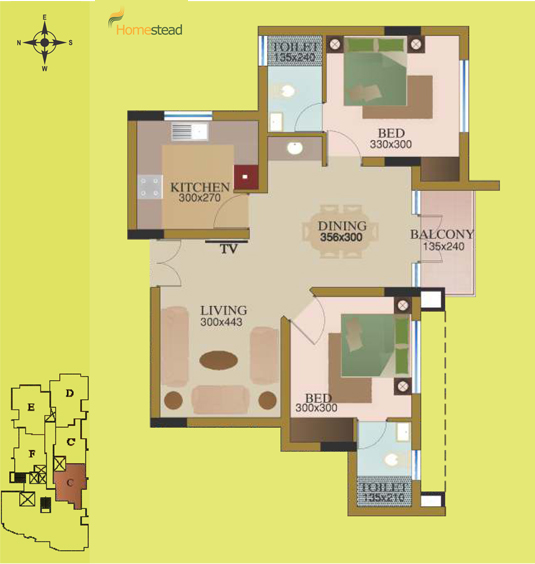 Homestead
E
N
S
W
TOILET
135x240
BED
330x300
KITCHEN
300x270
DINING
356x300
BALCONY
135x240
TV
LIVING
300x443
BED
300x300
TOILET
135x210
D
E
C'
F
C